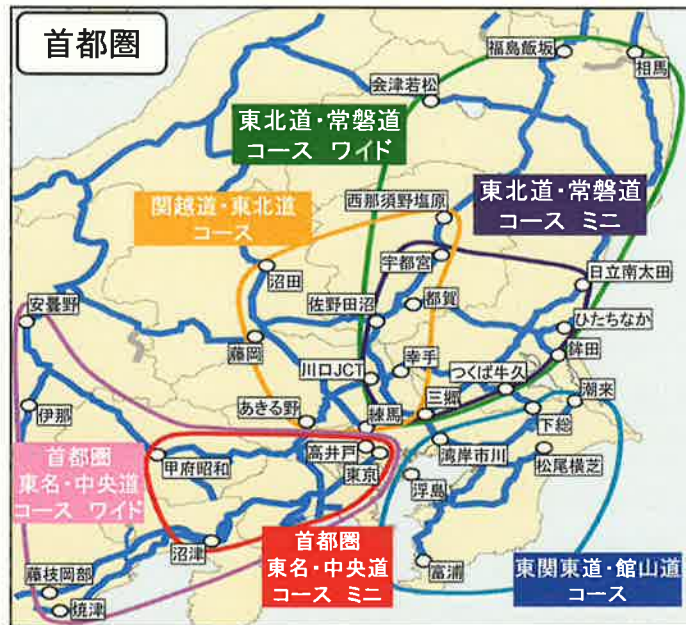 首都圏
福島飯坂
相馬
会津若松
東北道・常磐道
コース ワイド
関越道・東北道
コース
西那須野塩原
東北道・常磐道
コース ミニ
宇都宮
沼田
日立南太田
安曇野
佐野田沼
都賀
ひたちなか
藤岡
川口JCT
幸手
鉾田
つくば牛久
潮来
伊那
あきる野
練馬
三郷
下総
首都圏
東名・中央道
コース ワイド
甲府昭和
高井戸
東京
湾岸市川
松尾横芝
浮島
沼津
首都圏
東名・中央道
コース ミニ
富浦
東関東道・館山道
コース
藤枝岡部
焼津